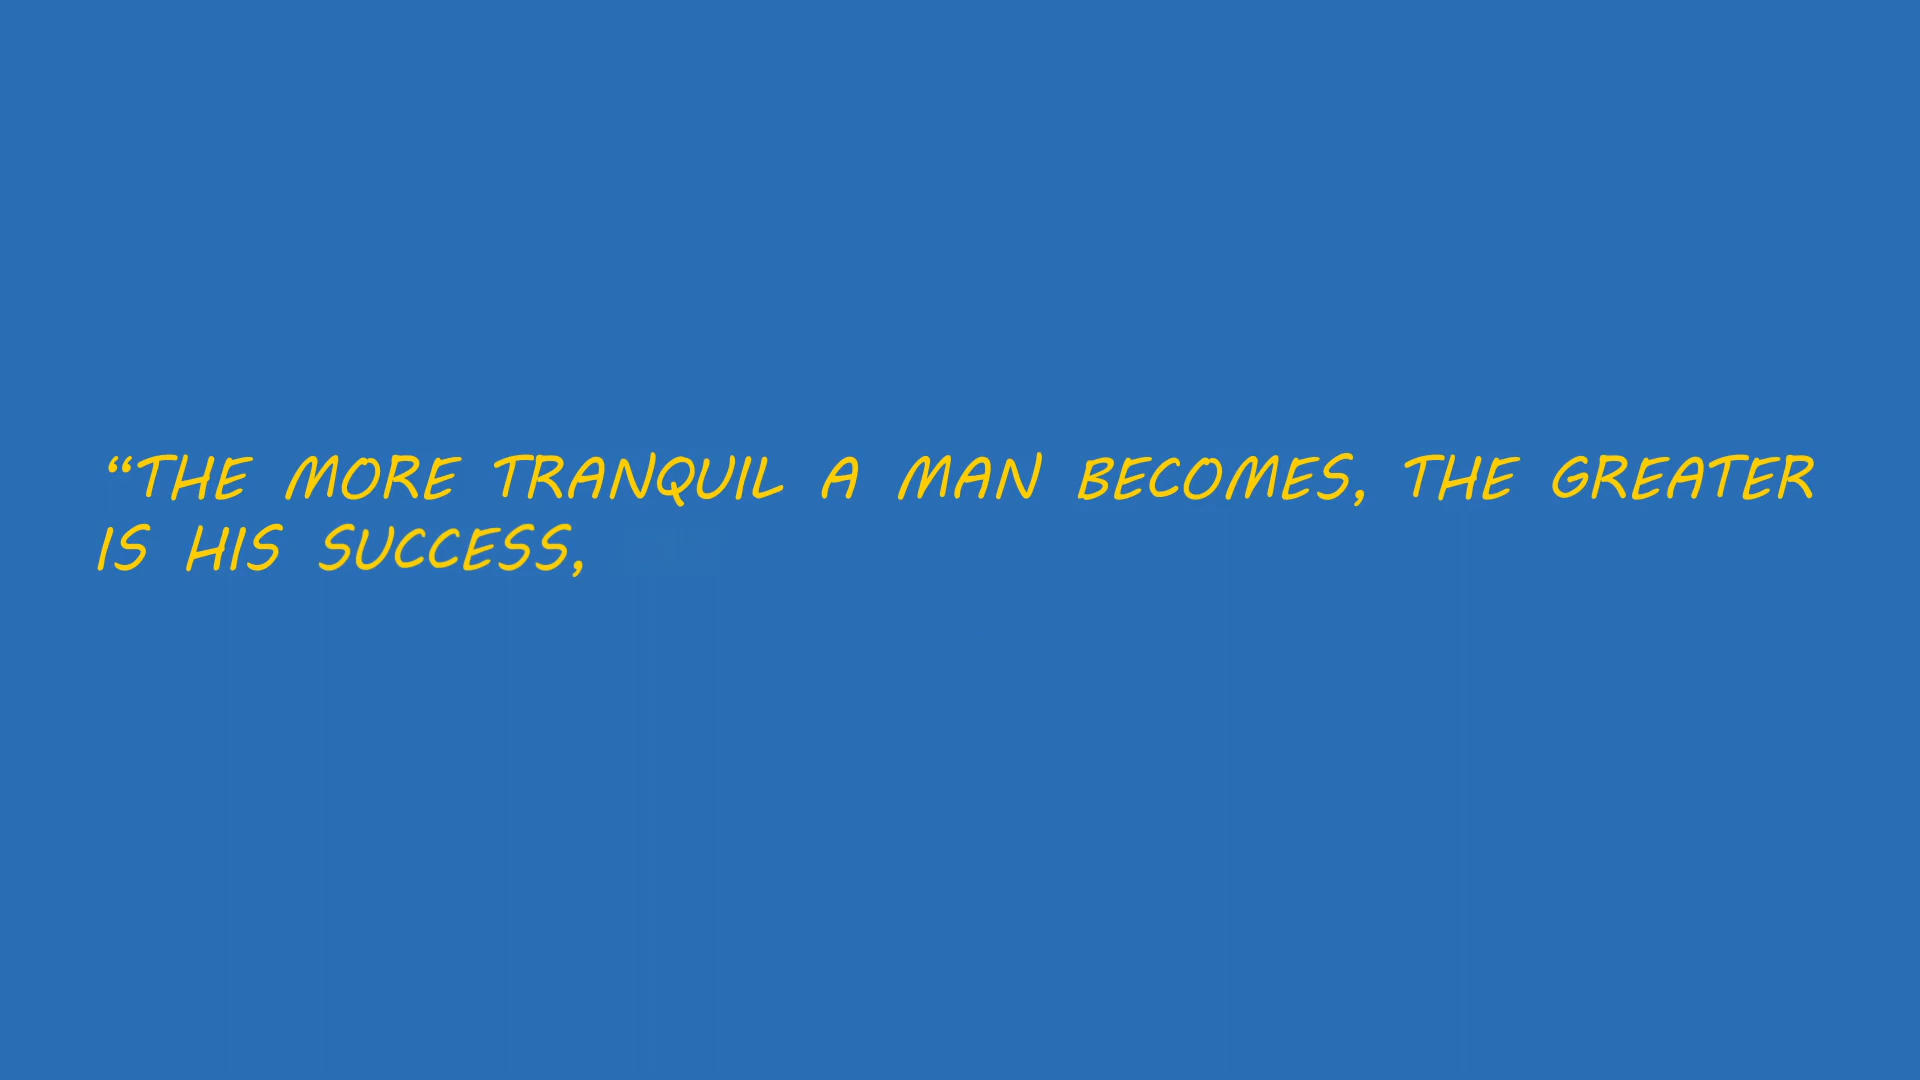 “THE MORE TRANQUIL A MAN BECOMES, THE GREATER
IS HIS SUCCESS,